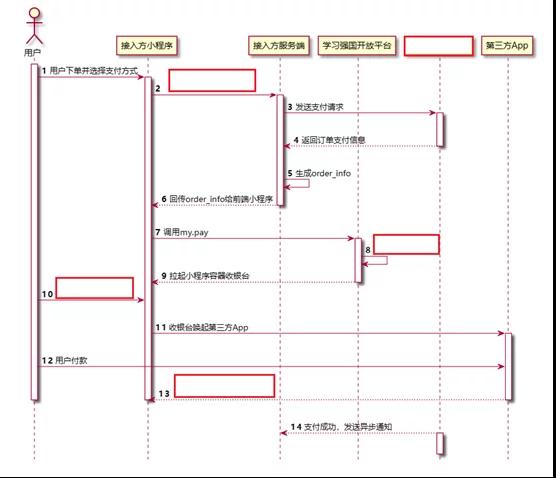 用户
接入方小程序
接入方服务端
学习强国开放平台
第三方App
1 用户下单并选择支付方式
2
3 发送支付请求
4 返回订单支付信息
5 生成order_info
6 回传order_info给前端小程序
7 调用my.pay
8
9 拉起小程序容器收银台
10
11 收银台唤起第三方App
12 用户付款
13
14 支付成功，发送异步通知